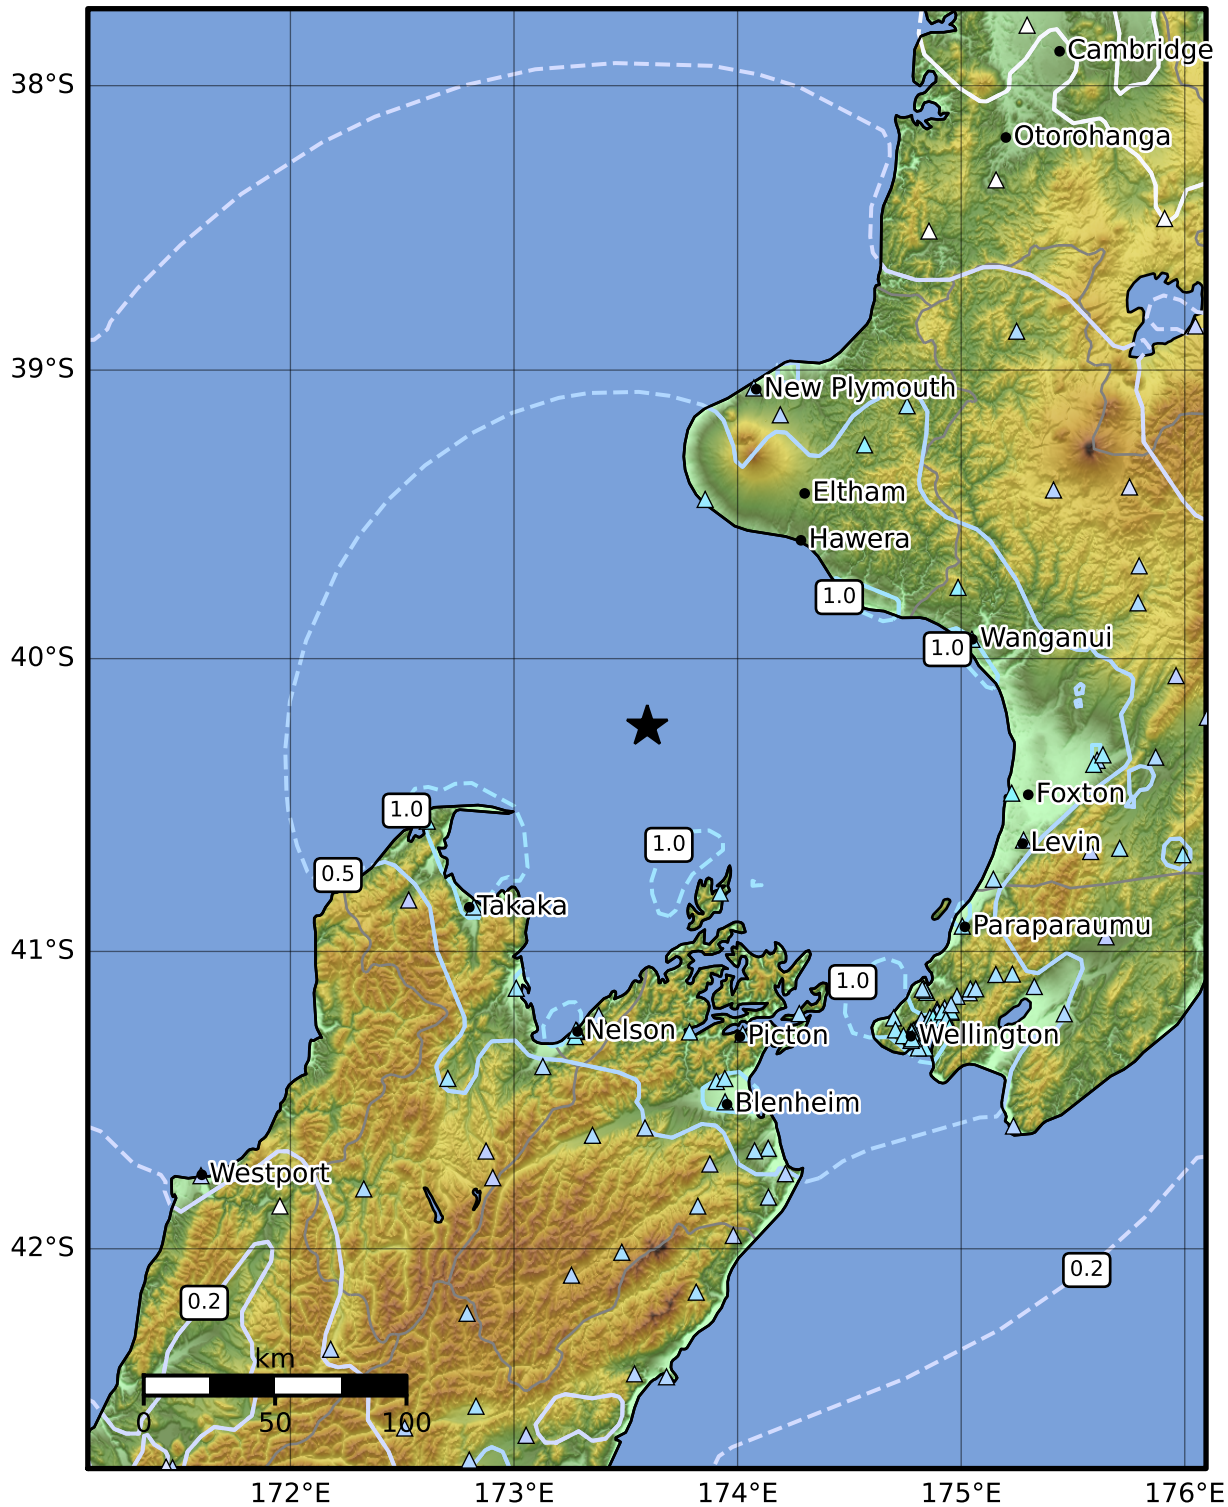 Cambridge
38°S
Otorohanga
39°S
New Plymouth
Eltham
Hawera
1.0
Wanganui
1.0
40°S
Foxton
1.0
Levin
1.0
0.5
Takaka
Paraparaumu
41°S
1.0
Nelson
Picton
Wellington
Blenheim
Westport
42°S
0.2
0.2
km
0 50 100
172°E 173°E 174°E 175°E 176°E